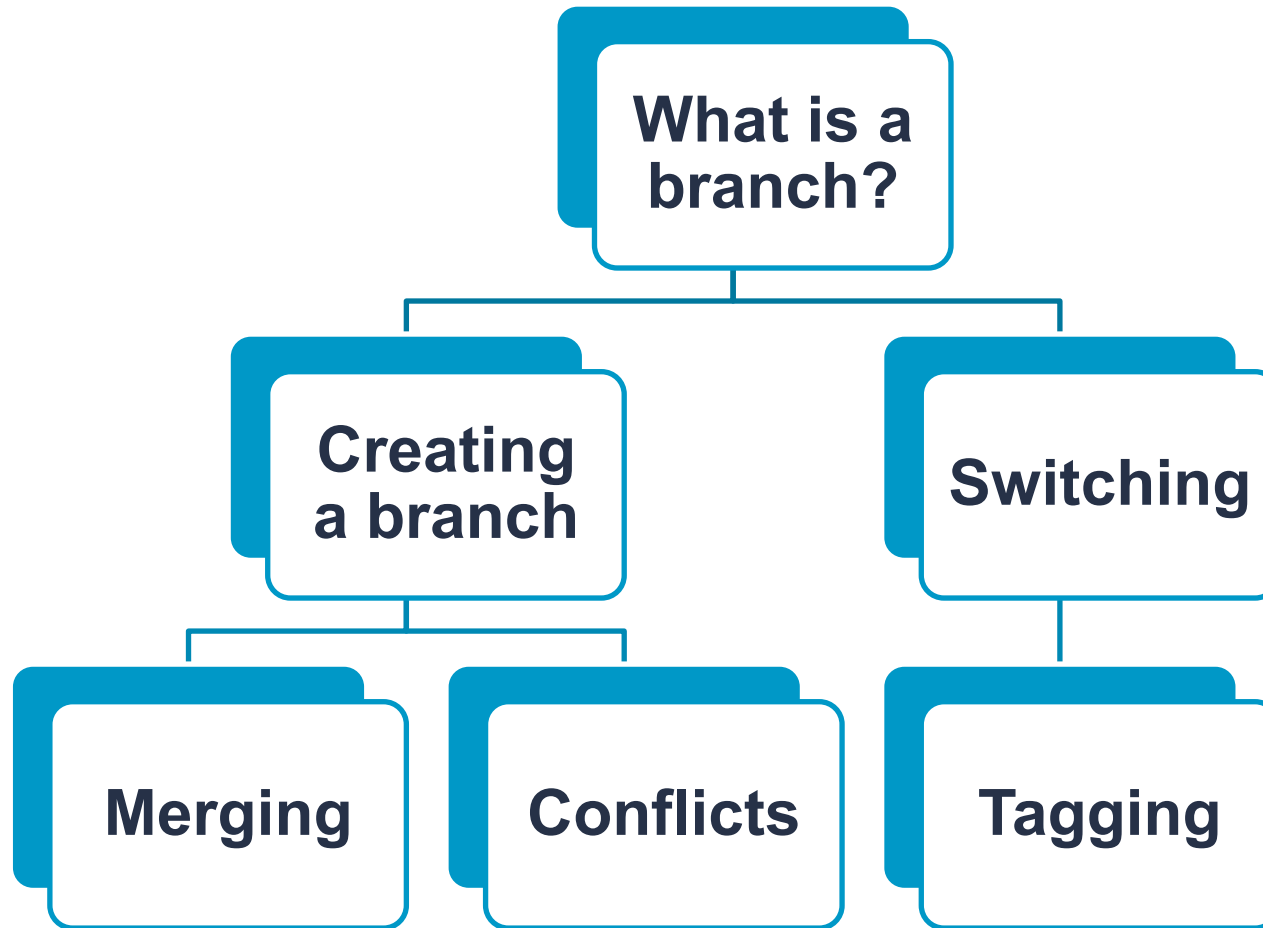 What is a
branch?
Creating
a branch
Switching
Merging
Conflicts
Tagging